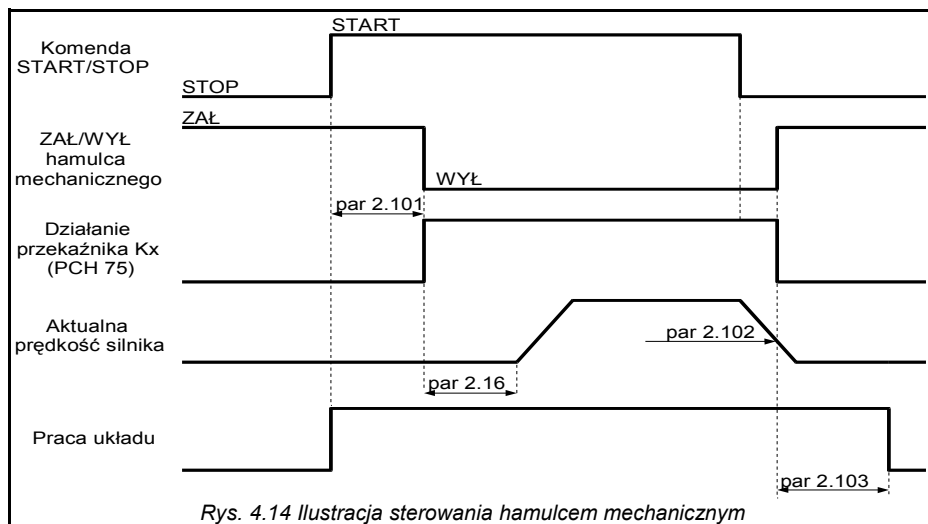 START
Komenda
START/STOP
STOP
ZAŁ
ZAŁ/WYŁ
hamulca
mechanicznego
WYŁ
par 2.101
Działanie
przekaźnika Kx
(PCH 75)
Aktualna
prędkość silnika
par 2.102
par 2.16
Praca układu
par 2.103
Rys. 4.14 Ilustracja sterowania hamulcem mechanicznym